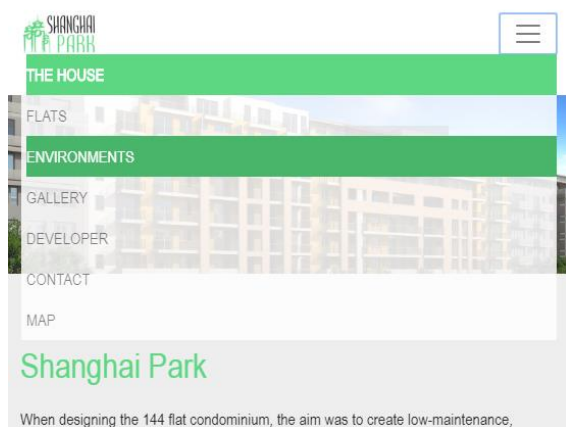 SHANGHAI
PARK
THE HOUSE
FLATS
ENVIRONMENTS
GALLERY
DEVELOPER
CONTACT
MAP
Shanghai Park
When designing the 144 flat condominium, the aim was to create low-maintenance,